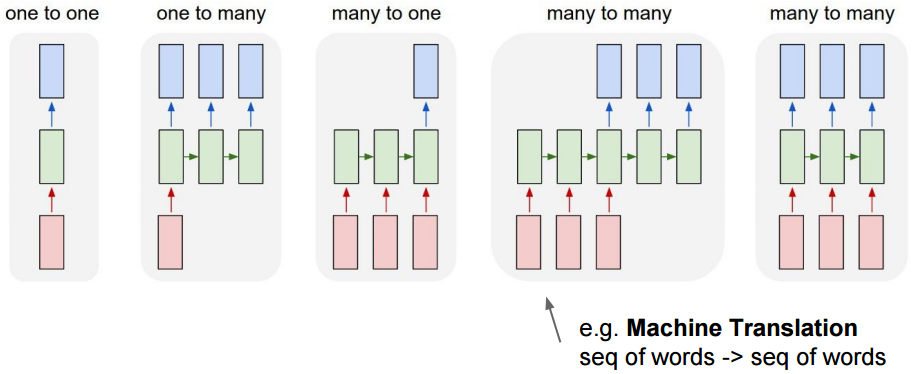 one to one
one to many
many to one
many to many
many to many
e.g. Machine Translation
seq of words -> seq of words